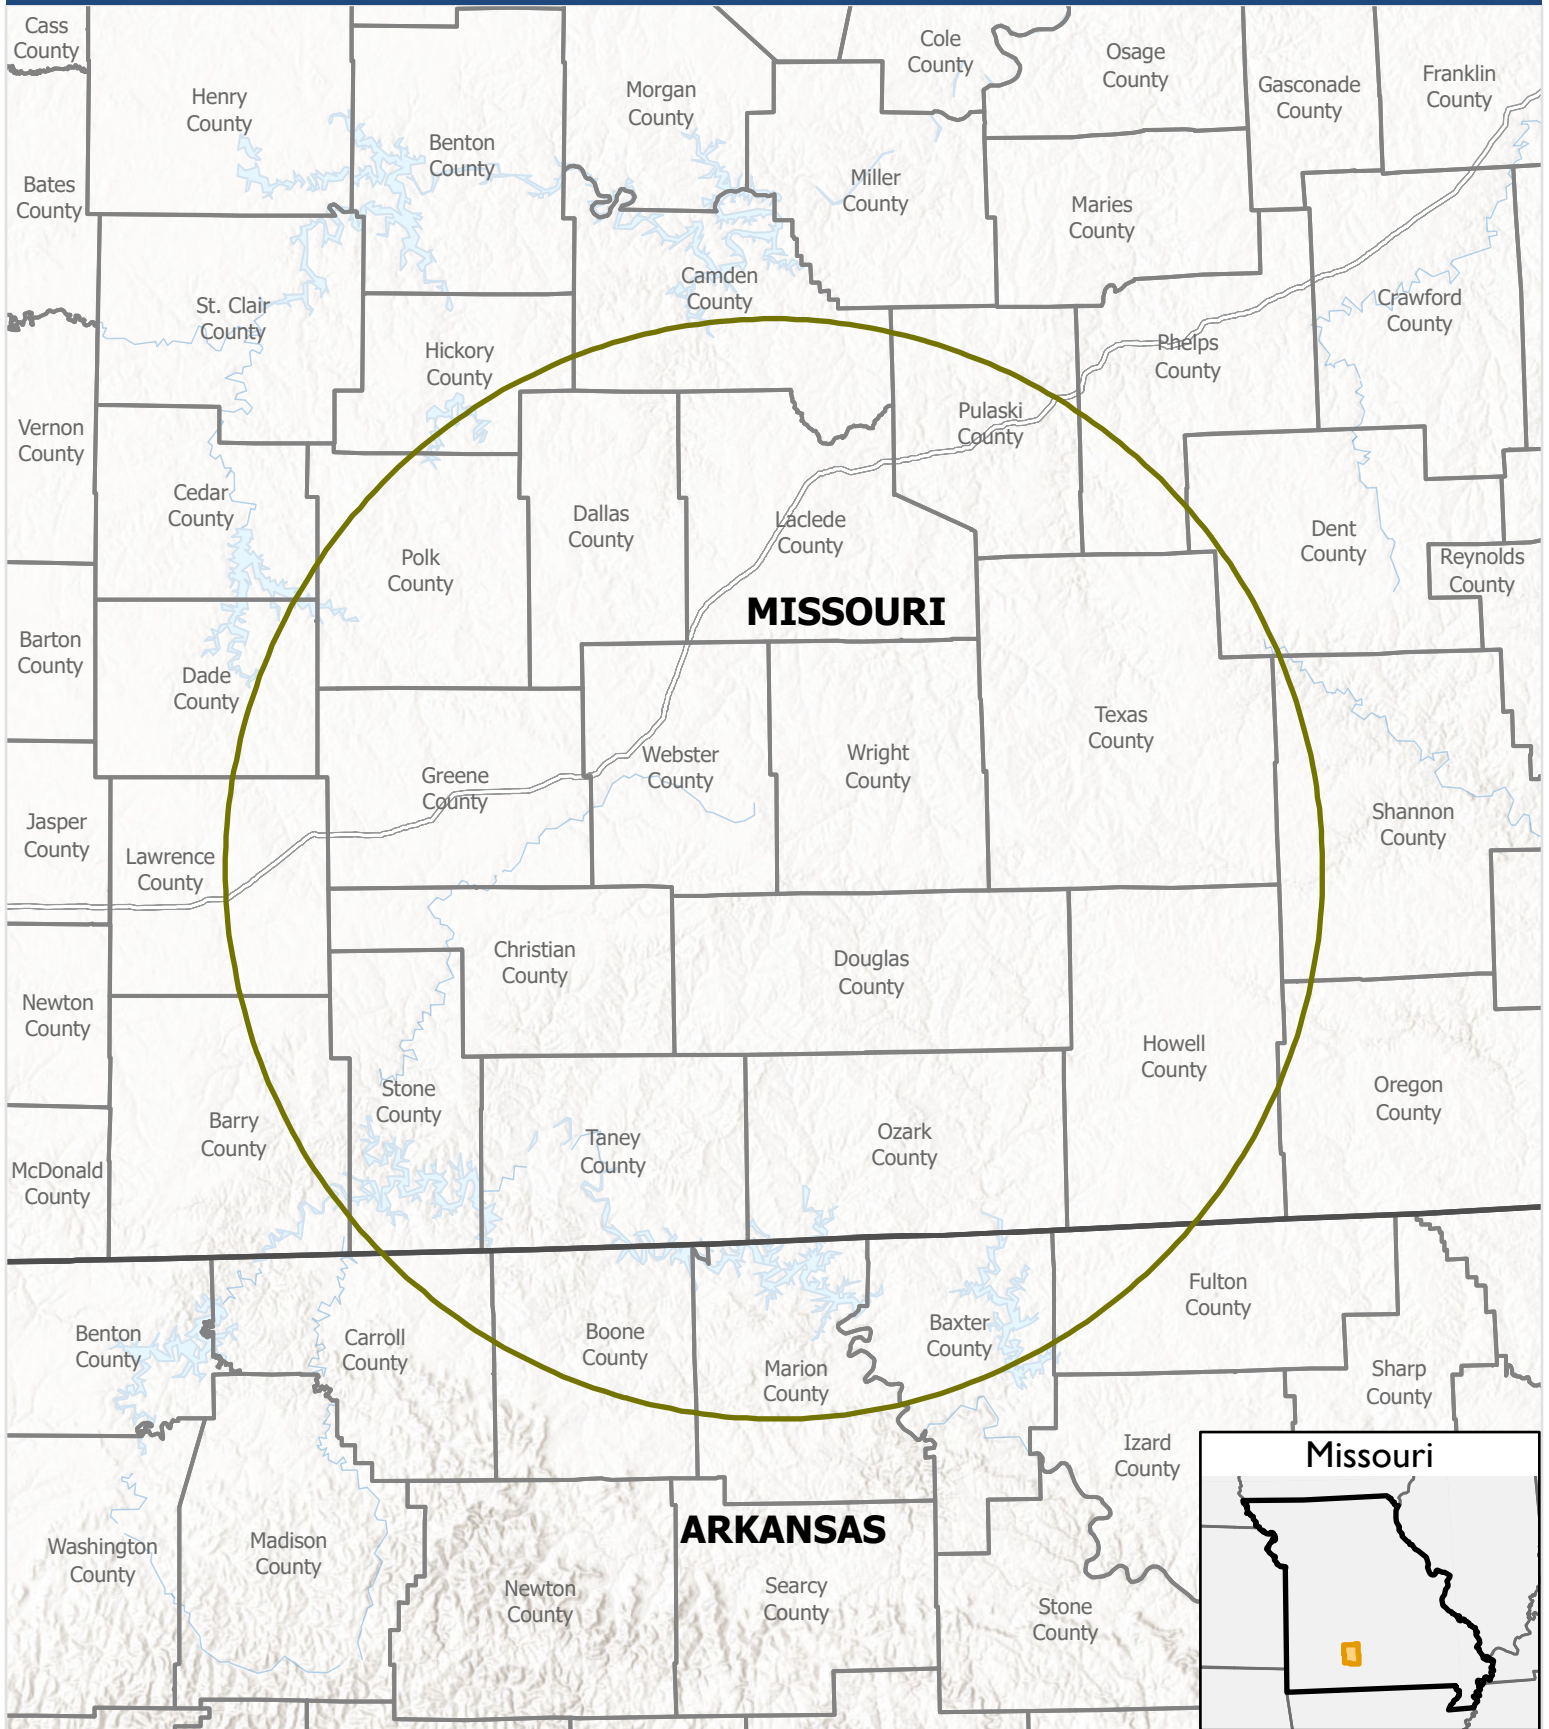 Cass
County
Cole
County
Osage
County
Gasconade
County
Franklin
County
Henry
County
Morgan
County
Benton
County
Bates
County
Miller
County
Maries
County
Camden
County
St. Clair
County
Crawford
County
Hickory
County
Phelps
County
Pulaski
County
Vernon
County
Cedar
County
Dallas
County
Laclede
County
Dent
County
Reynolds
County
Polk
County
MISSOURI
Barton
County
Dade
County
Texas
County
Greene
County
Webster
County
Wright
County
Jasper
County
Lawrence
County
Shannon
County
Christian
County
Douglas
County
Newton
County
Howell
County
Stone
County
Oregon
County
Barry
County
Taney
County
Ozark
County
McDonald
County
Fulton
County
Benton
County
Carroll
County
Boone
County
Baxter
County
Marion
County
Sharp
County
Izard
County
Missouri
ARKANSAS
Washington
County
Madison
County
Newton
County
Searcy
County
Stone
County